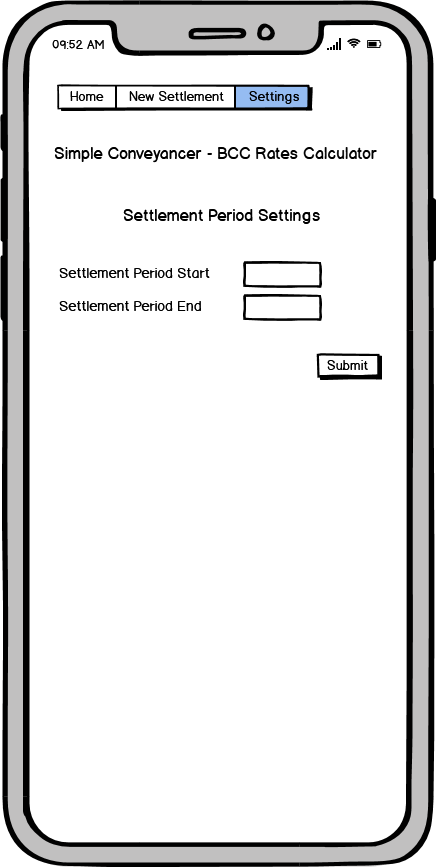 09:52 AM
Home New Settlement Settings
Simple Conveyancer - BCC Rates Calculator
Settlement Period Settings
Settlement Period Start
Settlement Period End
Submit